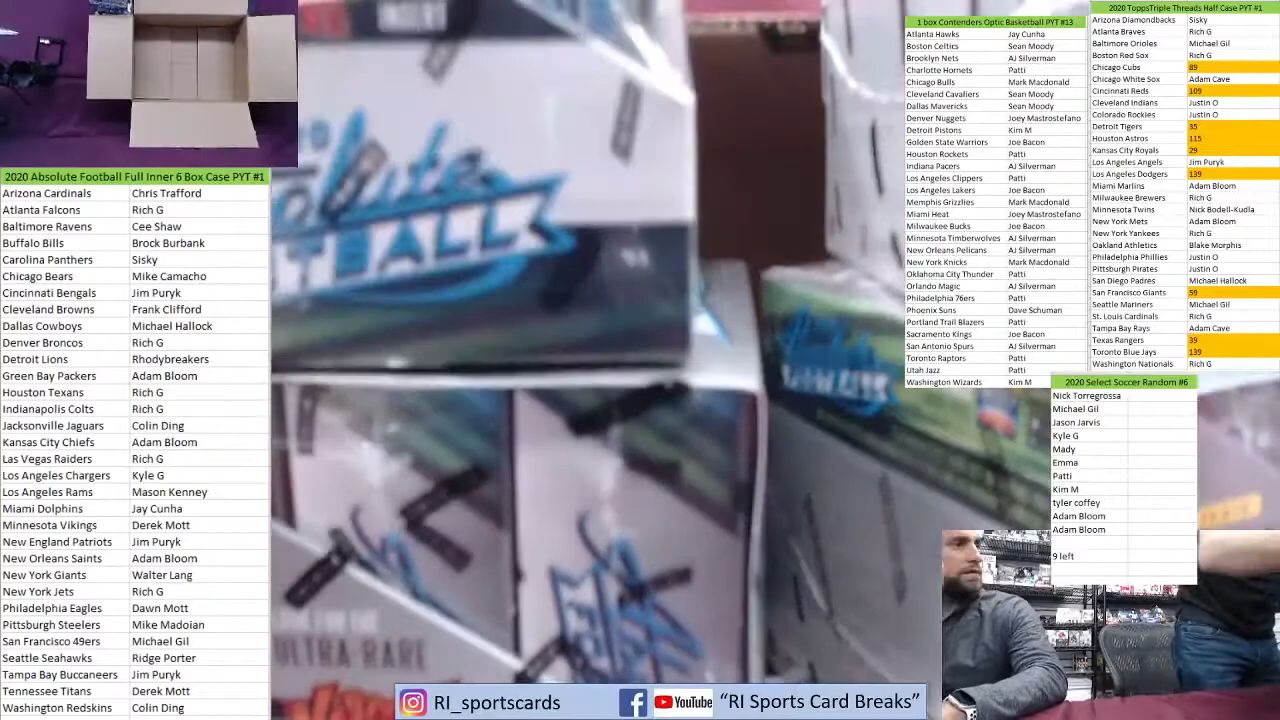 2020 Absolute Football Full Inner 6 Box Case PYT #1
Arizona Cardinals Chris Trafford
Atlanta Falcons Rich G
Baltimore Ravens Cee Shaw
Buffalo Bills Brock Burbank
Carolina Panthers Sisky
Chicago Bears Mike Camacho
Cincinnati Bengals Jim Puryk
Cleveland Browns Frank Clifford
Dallas Cowboys Michael Hallock
Denver Broncos Rich G
Detroit Lions Rhodybreakers
Green Bay Packers Adam Bloom
Houston Texans Rich G
Indianapolis Colts Rich G
Jacksonville Jaguars Colin Ding
Kansas City Chiefs Adam Bloom
Las Vegas Raiders Rich G
Los Angeles Chargers Kyle G
Los Angeles Rams Mason Kenney
Miami Dolphins Jay Cunha
Minnesota Vikings Derek Mott
New England Patriots Jim Puryk
New Orleans Saints Adam Bloom
New York Giants Walter Lang
New York Jets Rich G
Philadelphia Eagles Dawn Mott
Pittsburgh Steelers Mike Madoian
San Francisco 49ers Michael Gil
Seattle Seahawks Ridge Porter
Tampa Bay Buccaneers Jim Puryk
Tennessee Titans Derek Mott
Washington Redskins Colin Ding
ULTRA RARE
1 box Contenders Optic Basketball PYT #13
Atlanta Hawks Jay Cunha
Boston Celtics Sean Moody
Brooklyn Nets AJ Silverman
Charlotte Hornets Patti
Chicago Bulls Mark Macdonald
Cleveland Cavaliers Sean Moody
Dallas Mavericks Sean Moody
Denver Nuggets Joey Mastrostefano
Detroit Pistons Kim M
Golden State Warriors Joe Bacon
Houston Rockets Patti
Indiana Pacers AJ Silverman
Los Angeles Clippers Patti
Los Angeles Lakers Joe Bacon
Memphis Grizzlies Mark Macdonald
Miami Heat Joey Mastrostefano
Milwaukee Bucks Joe Bacon
Minnesota Timberwolves AJ Silverman
New Orleans Pelicans AJ Silverman
New York Knicks Mark Macdonald
Oklahoma City Thunder Patti
Orlando Magic AJ Silverman
Philadelphia 76ers Patti
Phoenix Suns Dave Schuman
Portland Trail Blazers Patti
Sacramento Kings Joe Bacon
San Antonio Spurs AJ Silverman
Toronto Raptors Patti
Utah Jazz Patti
Washington Wizards Kim M
2020 ToppsTriple Threads Half Case PYT #1
Arizona Diamondbacks Sisky
Atlanta Braves Rich G
Baltimore Orioles Michael Gil
Boston Red Sox Rich G
Chicago Cubs 89
Chicago White Sox Adam Cave
Cincinnati Reds 109
Cleveland Indians Justin O
Colorado Rockies Justin O
Detroit Tigers 35
Houston Astros 115
Kansas City Royals 29
Los Angeles Angels Jim Puryk
Los Angeles Dodgers 139
Miami Marlins Adam Bloom
Milwaukee Brewers Rich G
Minnesota Twins Nick Bodell-Kudla
New York Mets Adam Bloom
New York Yankees Rich G
Oakland Athletics Blake Morphis
Philadelphia Phillies Justin O
Pittsburgh Pirates Justin O
San Diego Padres Michael Hallock
San Francisco Giants 59
Seattle Mariners Michael Gil
St. Louis Cardinals Rich G
Tampa Bay Rays Adam Cave
Texas Rangers 39
Toronto Blue Jays 139
Washington Nationals Rich G
2020 Select Soccer Random #6
Nick Torregrossa
Michael Gil
Jason Jarvis
Kyle G
Mady
Emma
Patti
Kim M
tyler coffey
Adam Bloom
Adam Bloom
9 left
RI_sportscards YouTube “RI Sports Card Breaks”